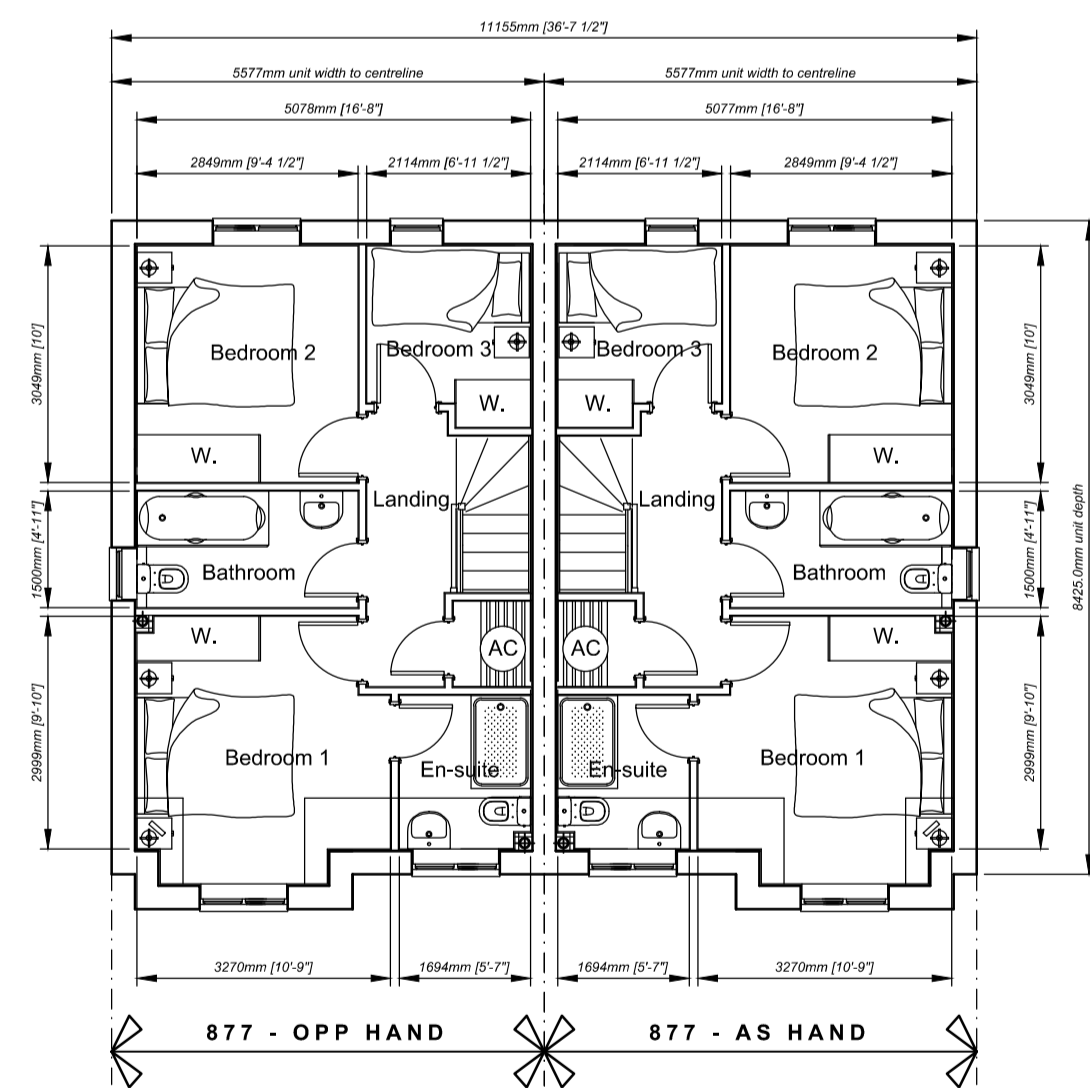 11155mm [36'-7 1/2"]
5577mm unit width to centreline
5577mm unit width to centreline
5078mm [16'-8"]
5077mm [16'-8"]
2849mm [9'-4 1/2"]
2114mm [6'-11 1/2"]
2114mm [6'-11 1/2"]
2849mm [9'-4 1/2"]
3049mm [10']
Bedroom 2
Bedroom 3
Bedroom 3
Bedroom 2
3049mm [10']
W.
W.
W.
W.
Landing
Landing
1500mm [4'-11"]
Bathroom
Bathroom
1500mm [4'-11"]
8425.0mm unit depth
W.
AC
AC
W.
2999mm [9'-10"]
Bedroom 1
En-suite
En-suite
Bedroom 1
2999mm [9'-10"]
3270mm [10'-9"]
1694mm [5'-7"]
1694mm [5'-7"]
3270mm [10'-9"]
877 - OPP HAND
877 - AS HAND